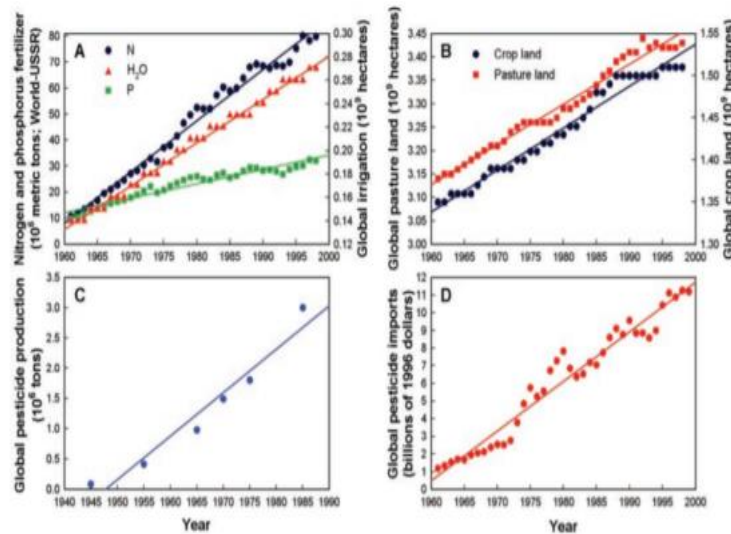 A
N
H₂O
P
Nitrogen and phosphorus fertilizer
(10⁶ metric tons; World-USSR)
80
70
60
50
40
30
20
10
0
Global irrigation (10⁹ hectares)
0.30
0.28
0.26
0.24
0.22
0.20
0.18
0.16
0.14
0.12
1960 1965 1970 1975 1980 1985 1990 1995 2000
B
Crop land
Pasture land
Global pasture land (10⁹ hectares)
3.45
3.40
3.35
3.30
3.25
3.20
3.15
3.10
3.05
3.00
Global crop land (10⁹ hectares)
1.55
1.50
1.45
1.40
1.35
1.30
1960 1965 1970 1975 1980 1985 1990 1995 2000
C
Global pesticide production
(10⁶ tons)
3.5
3.0
2.5
2.0
1.5
1.0
0.5
0.0
1940 1945 1950 1955 1960 1965 1970 1975 1980 1985 1990
Year
D
Global pesticide imports
(billions of 1996 dollars)
12
11
10
9
8
7
6
5
4
3
2
1
0
1960 1965 1970 1975 1980 1985 1990 1995 2000
Year